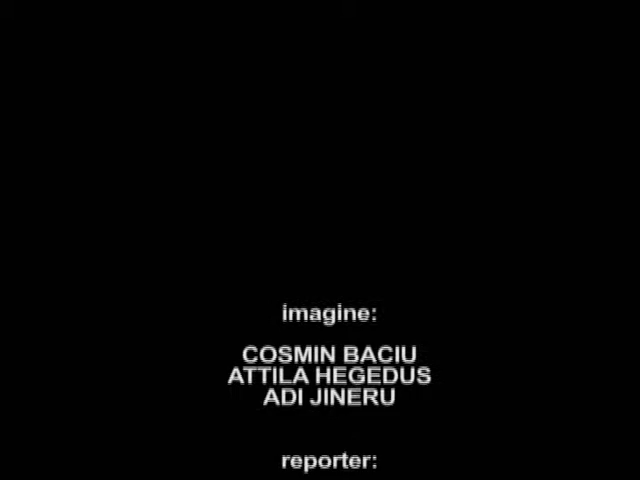 imagine:
COSMIN BACIU
ATTILA HEGEDUS
ADI JINERU
reporter: